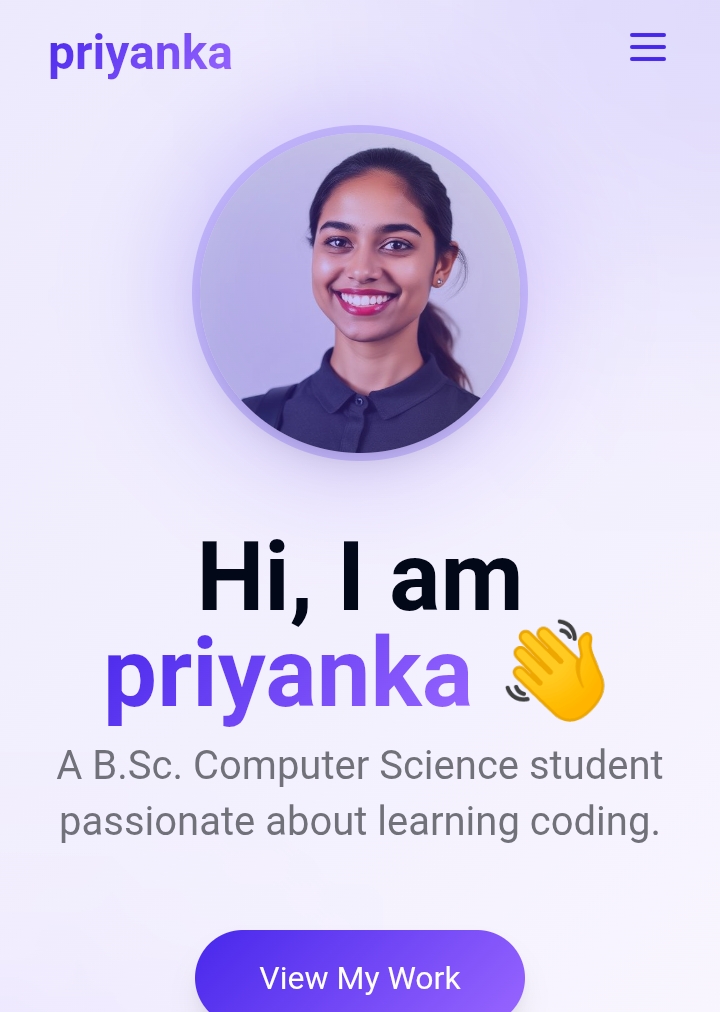 priyanka
Hi, I am
priyanka 👋
A B.Sc. Computer Science student
passionate about learning coding.
View My Work